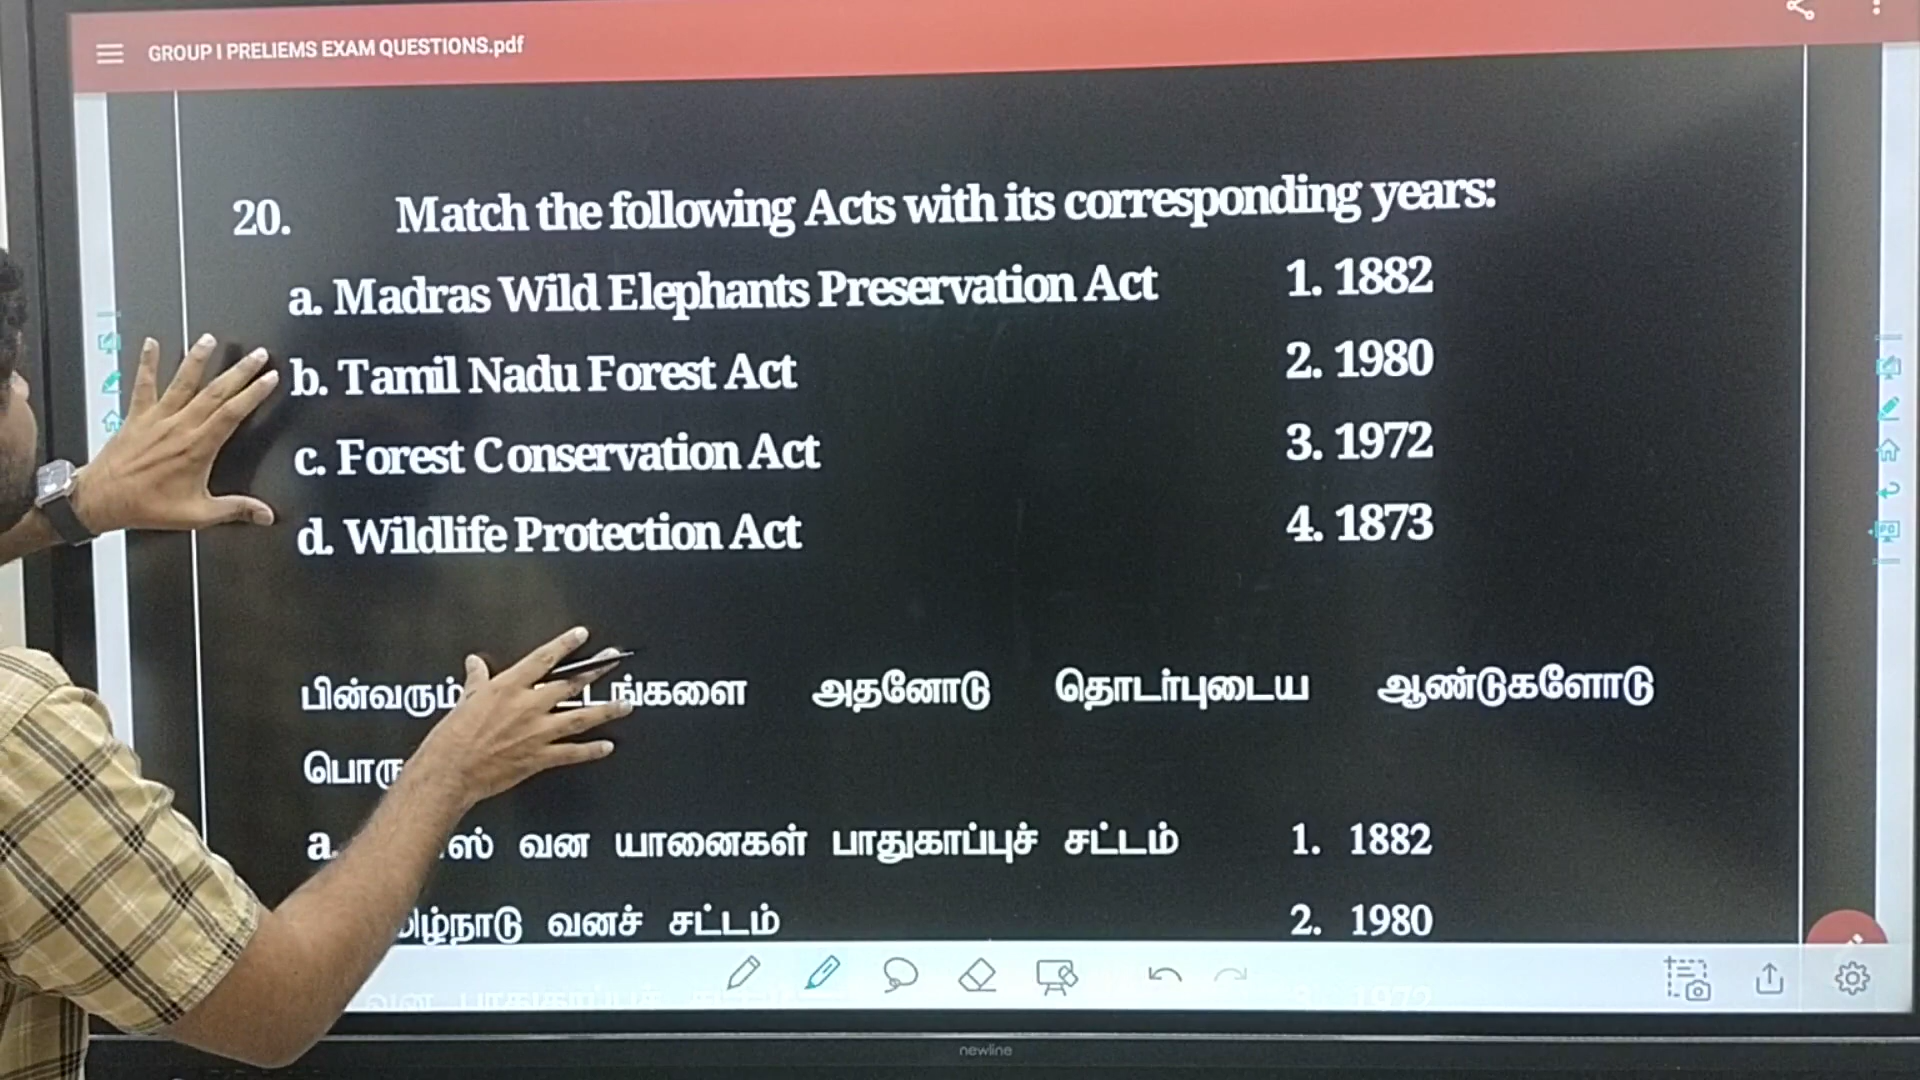 GROUP I PRELIEMS EXAM QUESTIONS.pdf
20. Match the following Acts with its corresponding years:
a. Madras Wild Elephants Preservation Act 1. 1882
b. Tamil Nadu Forest Act 2. 1980
c. Forest Conservation Act 3. 1972
d. Wildlife Protection Act 4. 1873
பின்வரும் அதனோடு தொடர்புடைய ஆண்டுகளோடு
a. வன யானைகள் பாதுகாப்புச் சட்டம் 1. 1882
வனச் சட்டம் 2. 1980
3. 1972
newline